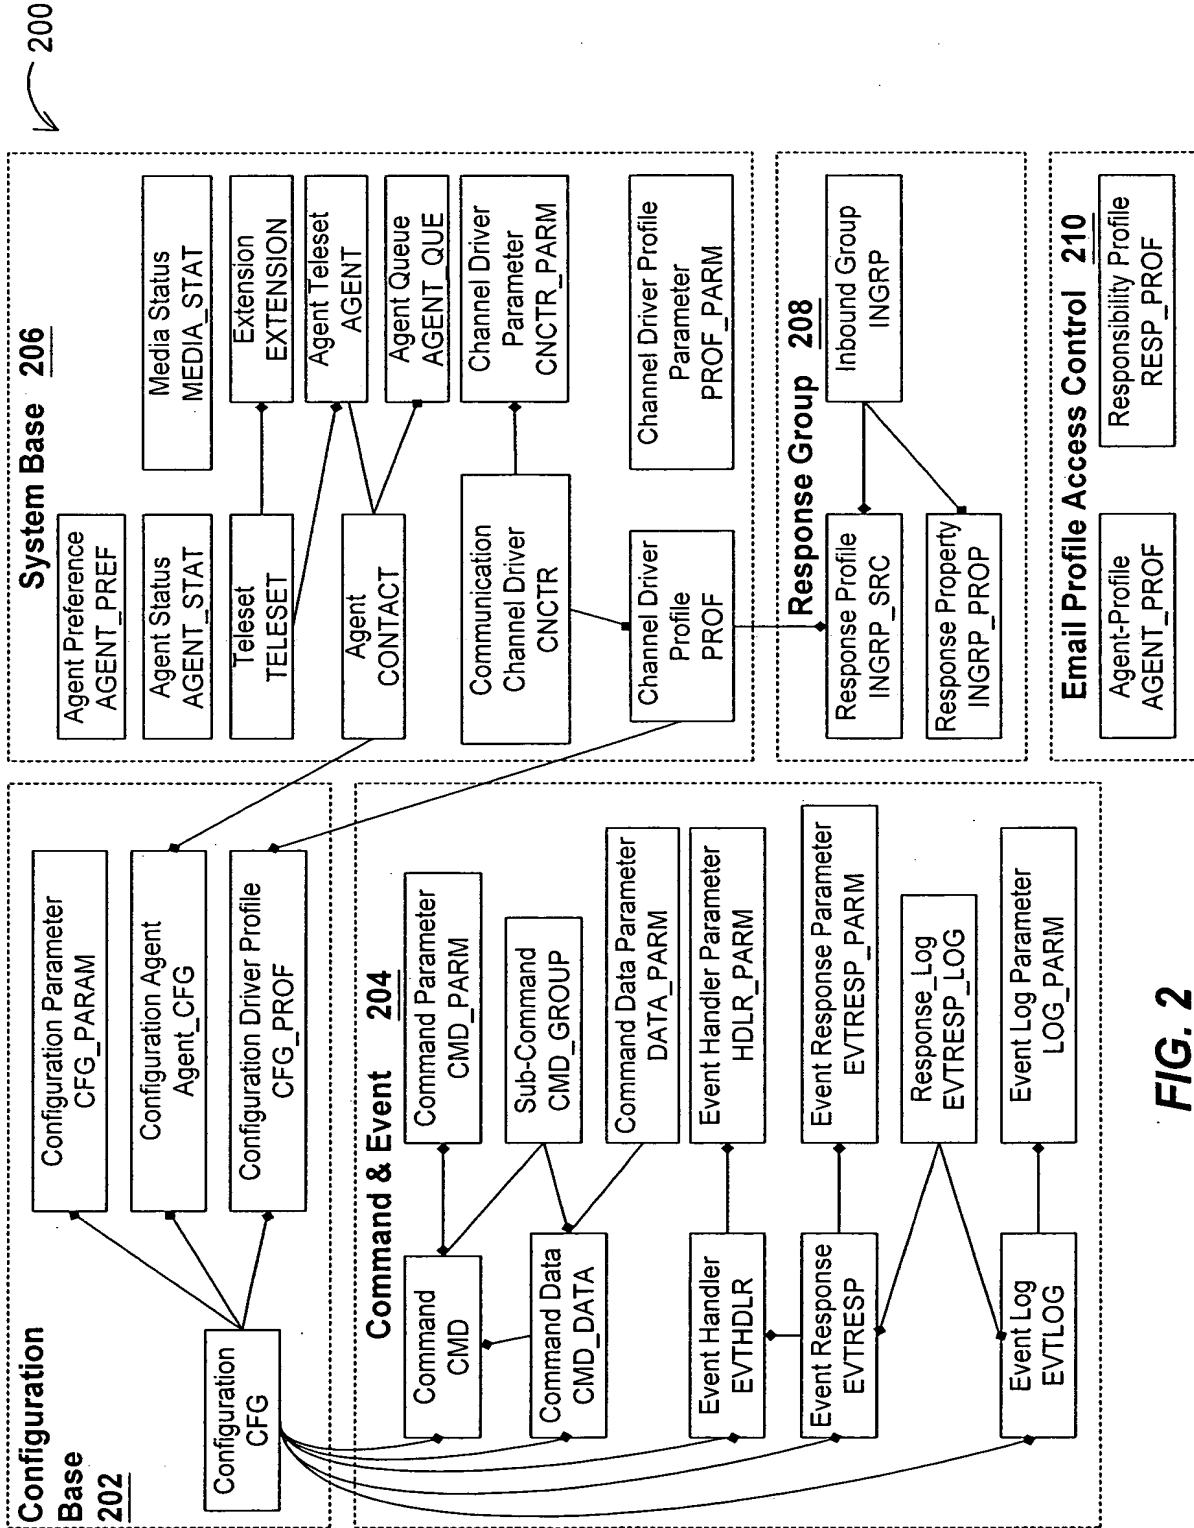 200
Configuration
Base
202
Configuration
CFG
Configuration Parameter
CFG_PARAM
Configuration Agent
Agent_CFG
Configuration Driver Profile
CFG_PROF
System Base 206
Agent Preference
AGENT_PREF
Agent Status
AGENT_STAT
Media Status
MEDIA_STAT
Teleset
TELESET
Extension
EXTENSION
Agent Teleset
AGENT
Agent
CONTACT
Agent Queue
AGENT_QUE
Communication
Channel Driver
CNCTR
Channel Driver
Parameter
CNCTR_PARM
Channel Driver
Profile
PROF
Channel Driver Profile
Parameter
PROF_PARM
Command & Event 204
Command
CMD
Command Parameter
CMD_PARM
Sub-Command
CMD_GROUP
Command Data
CMD_DATA
Command Data Parameter
DATA_PARM
Event Handler
EVTHDLR
Event Handler Parameter
HDLR_PARM
Event Response
EVTRESP
Event Response Parameter
EVTRESP_PARM
Response_Log
EVTRESP_LOG
Event Log
EVTLOG
Event Log Parameter
LOG_PARM
Response Group 208
Response Profile
INGRP_SRC
Inbound Group
INGRP
Response Property
INGRP_PROP
Email Profile Access Control 210
Agent-Profile
AGENT_PROF
Responsibility Profile
RESP_PROF
FIG. 2